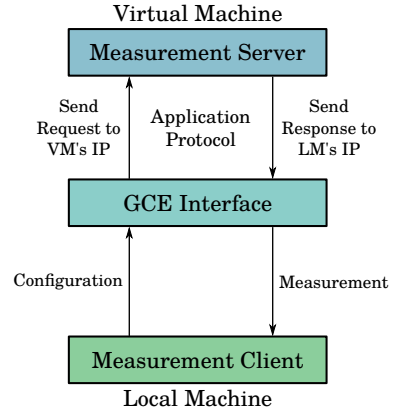 Virtual Machine
Measurement Server
Send
Request to
VM's IP
Application
Protocol
Send
Response to
LM's IP
GCE Interface
Configuration
Measurement
Measurement Client
Local Machine